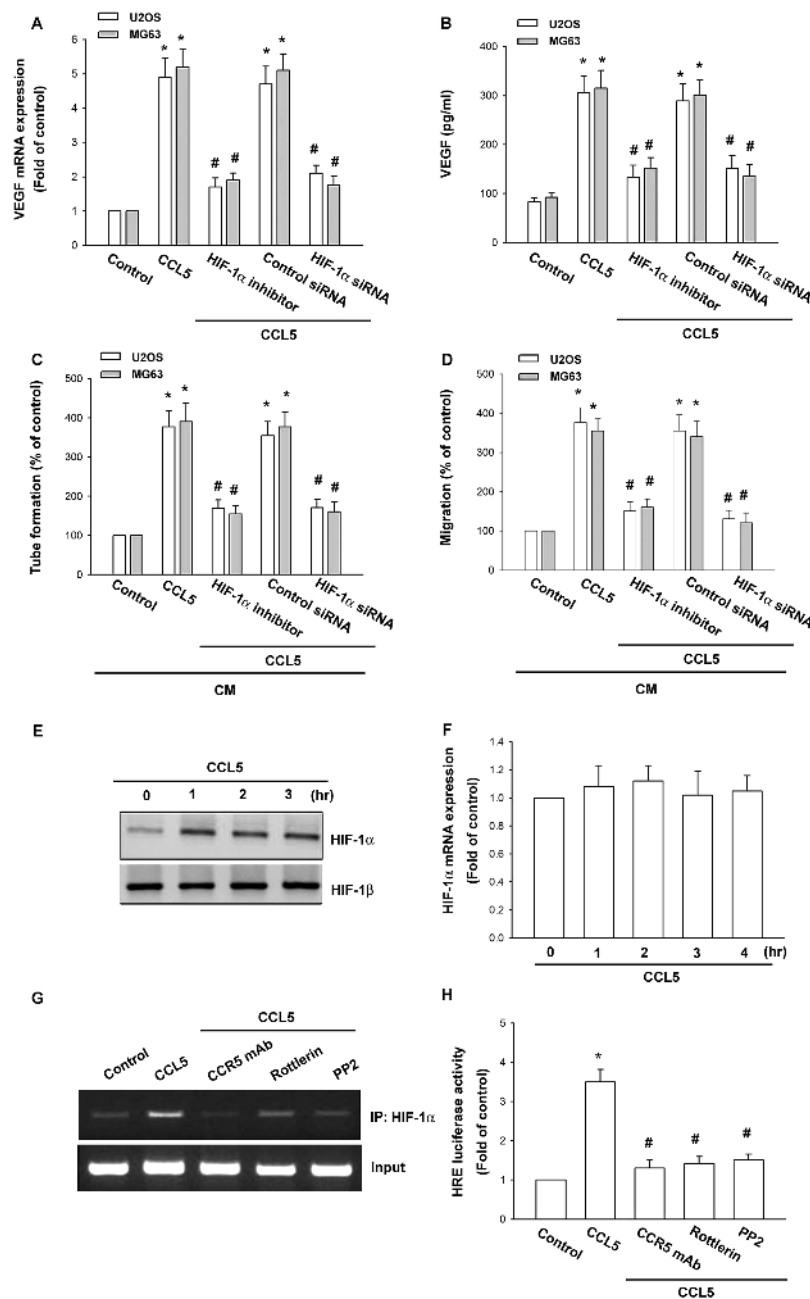 A
U2OS
MG63
VEGF mRNA expression
(Fold of control)
6
5
4
3
2
1
0
*
*
#
#
*
*
#
#
Control
CCL5
HIF-1α inhibitor
Control siRNA
HIF-1α siRNA
CCL5
B
U2OS
MG63
VEGF
(pg/ml)
400
300
200
100
0
*
*
#
#
*
*
#
#
Control
CCL5
HIF-1α inhibitor
Control siRNA
HIF-1α siRNA
CCL5
C
U2OS
MG63
Tube formation (% of control)
500
400
300
200
100
0
*
*
#
#
*
*
#
#
Control
CCL5
HIF-1α inhibitor
Control siRNA
HIF-1α siRNA
CCL5
CM
D
U2OS
MG63
Migration (% of control)
500
400
300
200
100
0
*
*
#
#
*
*
#
#
Control
CCL5
HIF-1α inhibitor
Control siRNA
HIF-1α siRNA
CCL5
CM
E
CCL5
0 1 2 3 (hr)
HIF-1α
HIF-1β
F
HIF-1α mRNA expression
(Fold of control)
1.4
1.2
1.0
0.8
0.6
0.4
0.2
0.0
0 1 2 3 4 (hr)
CCL5
G
CCL5
Control
CCL5
CCR5 mAb
Rottlerin
PP2
IP: HIF-1α
Input
H
HRE luciferase activity
(Fold of control)
5
4
3
2
1
0
*
#
#
#
Control
CCL5
CCR5 mAb
Rottlerin
PP2
CCL5